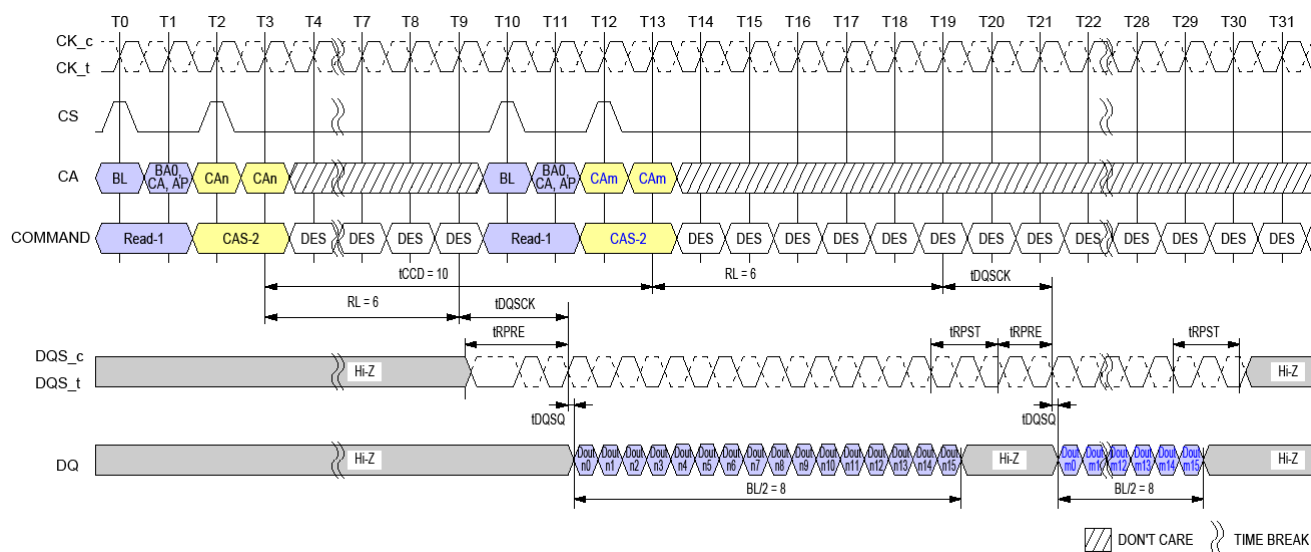 T0 T1 T2 T3 T4 T7 T8 T9 T10 T11 T12 T13 T14 T15 T16 T17 T18 T19 T20 T21 T22 T28 T29 T30 T31
CK_c
CK_t
CS
CA BL BA0, CA, AP CAn CAn BL BA0, CA, AP CAm CAm
COMMAND Read-1 CAS-2 DES DES DES DES Read-1 CAS-2 DES DES DES DES DES DES DES DES DES DES DES DES DES
tCCD = 10 RL = 6 tDQSCK
RL = 6 tDQSCK
tRPRE tRPST tRPRE tRPST
DQS_c
DQS_t
Hi-Z Hi-Z
tDQSQ tDQSQ
DQ Hi-Z Dout n0 Dout n1 Dout n2 Dout n3 Dout n4 Dout n5 Dout n6 Dout n7 Dout n8 Dout n9 Dout n10 Dout n11 Dout n12 Dout n13 Dout n14 Dout n15 Hi-Z Dout m0 Dout m1 Dout m12 Dout m13 Dout m14 Dout m15 Hi-Z
BL/2 = 8 BL/2 = 8
DON'T CARE TIME BREAK